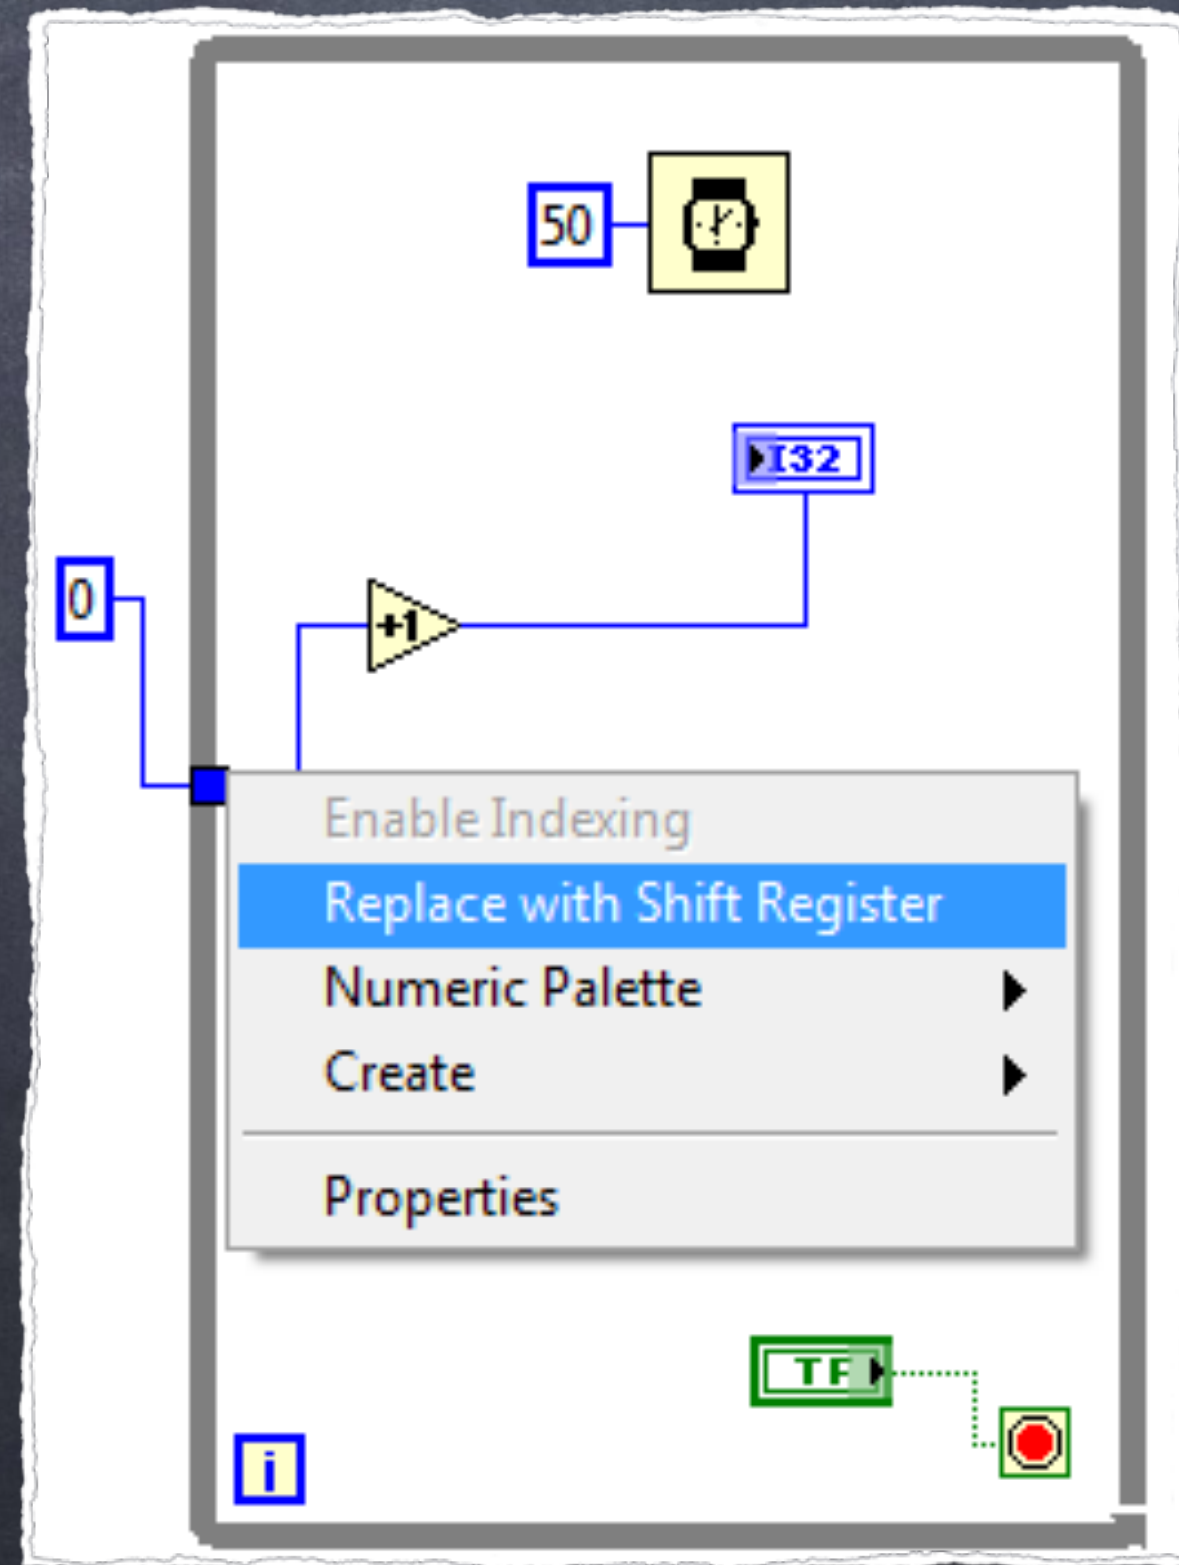 50
I32
0
+1
Enable Indexing
Replace with Shift Register
Numeric Palette
Create
Properties
TF
i